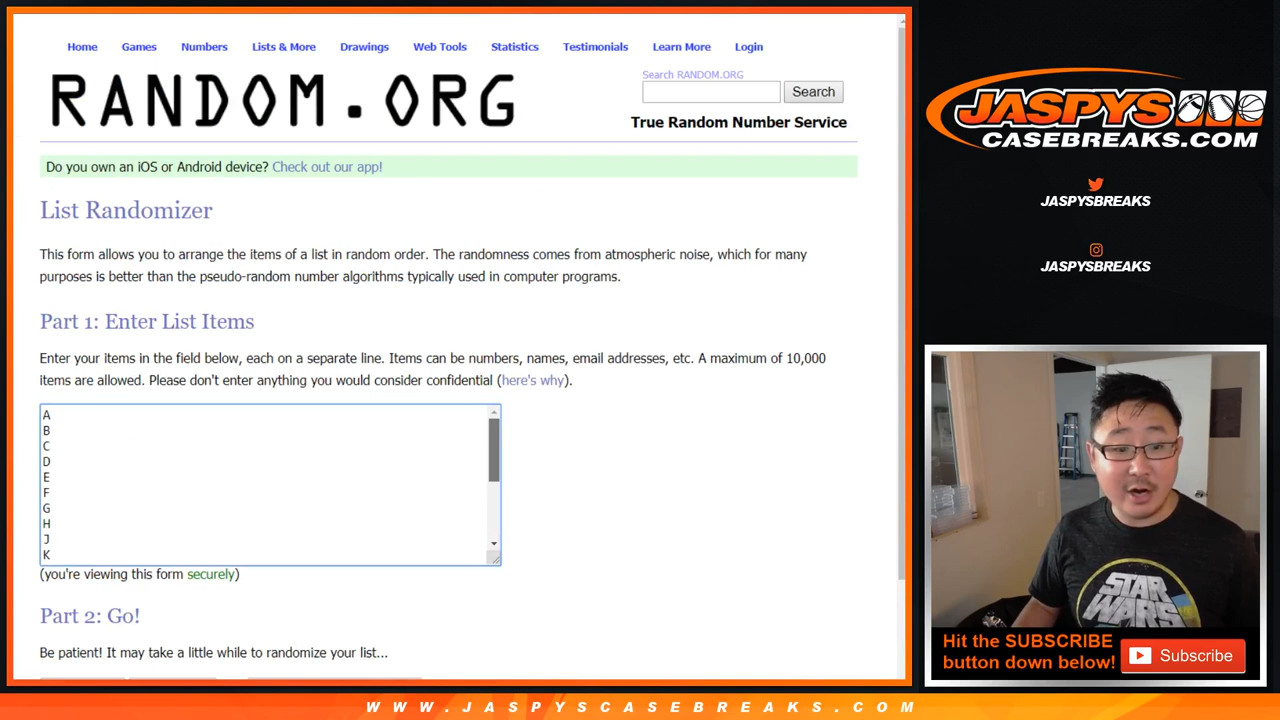 Home Games Numbers Lists & More Drawings Web Tools Statistics Testimonials Learn More Login
RANDOM.ORG
Search RANDOM.ORG
Search
True Random Number Service
Do you own an iOS or Android device? Check out our app!
List Randomizer
This form allows you to arrange the items of a list in random order. The randomness comes from atmospheric noise, which for many
purposes is better than the pseudo-random number algorithms typically used in computer programs.
Part 1: Enter List Items
Enter your items in the field below, each on a separate line. Items can be numbers, names, email addresses, etc. A maximum of 10,000
items are allowed. Please don't enter anything you would consider confidential (here's why).
A
B
C
D
E
F
G
H
J
K
(you're viewing this form securely)
Part 2: Go!
Be patient! It may take a little while to randomize your list...
JASPYS
CASEBREAKS.COM
JASPYSBREAKS
JASPYSBREAKS
STAR
WARS
Hit the SUBSCRIBE
button down below!
Subscribe
WWW.JASPYSCASEBREAKS.COM